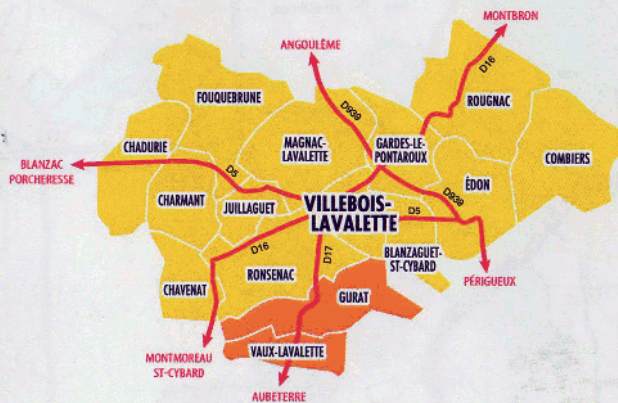 MONTBRON
ANGOULÊME
D16
FOUQUEBRUNE
D939
ROUGNAC
CHADURIE
MAGNAC-
LAVALETTE
GARDES-LE-
PONTAROUX
COMBIERS
BLANZAC
PORCHERESSE
D5
ÉDON
CHARMANT
JUILLAGUET
VILLEBOIS-
LAVALETTE
D5
D939
D16
D17
BLANZAGUET-
ST-CYBARD
CHAVENAT
RONSENAC
GURAT
PÉRIGUEUX
MONTMOREAU
ST-CYBARD
VAUX-LAVALETTE
AUBETERRE